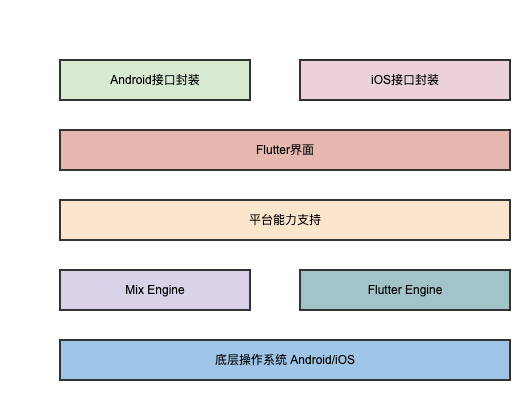 Android接口封装
iOS接口封装
Flutter界面
平台能力支持
Mix Engine
Flutter Engine
底层操作系统 Android/iOS